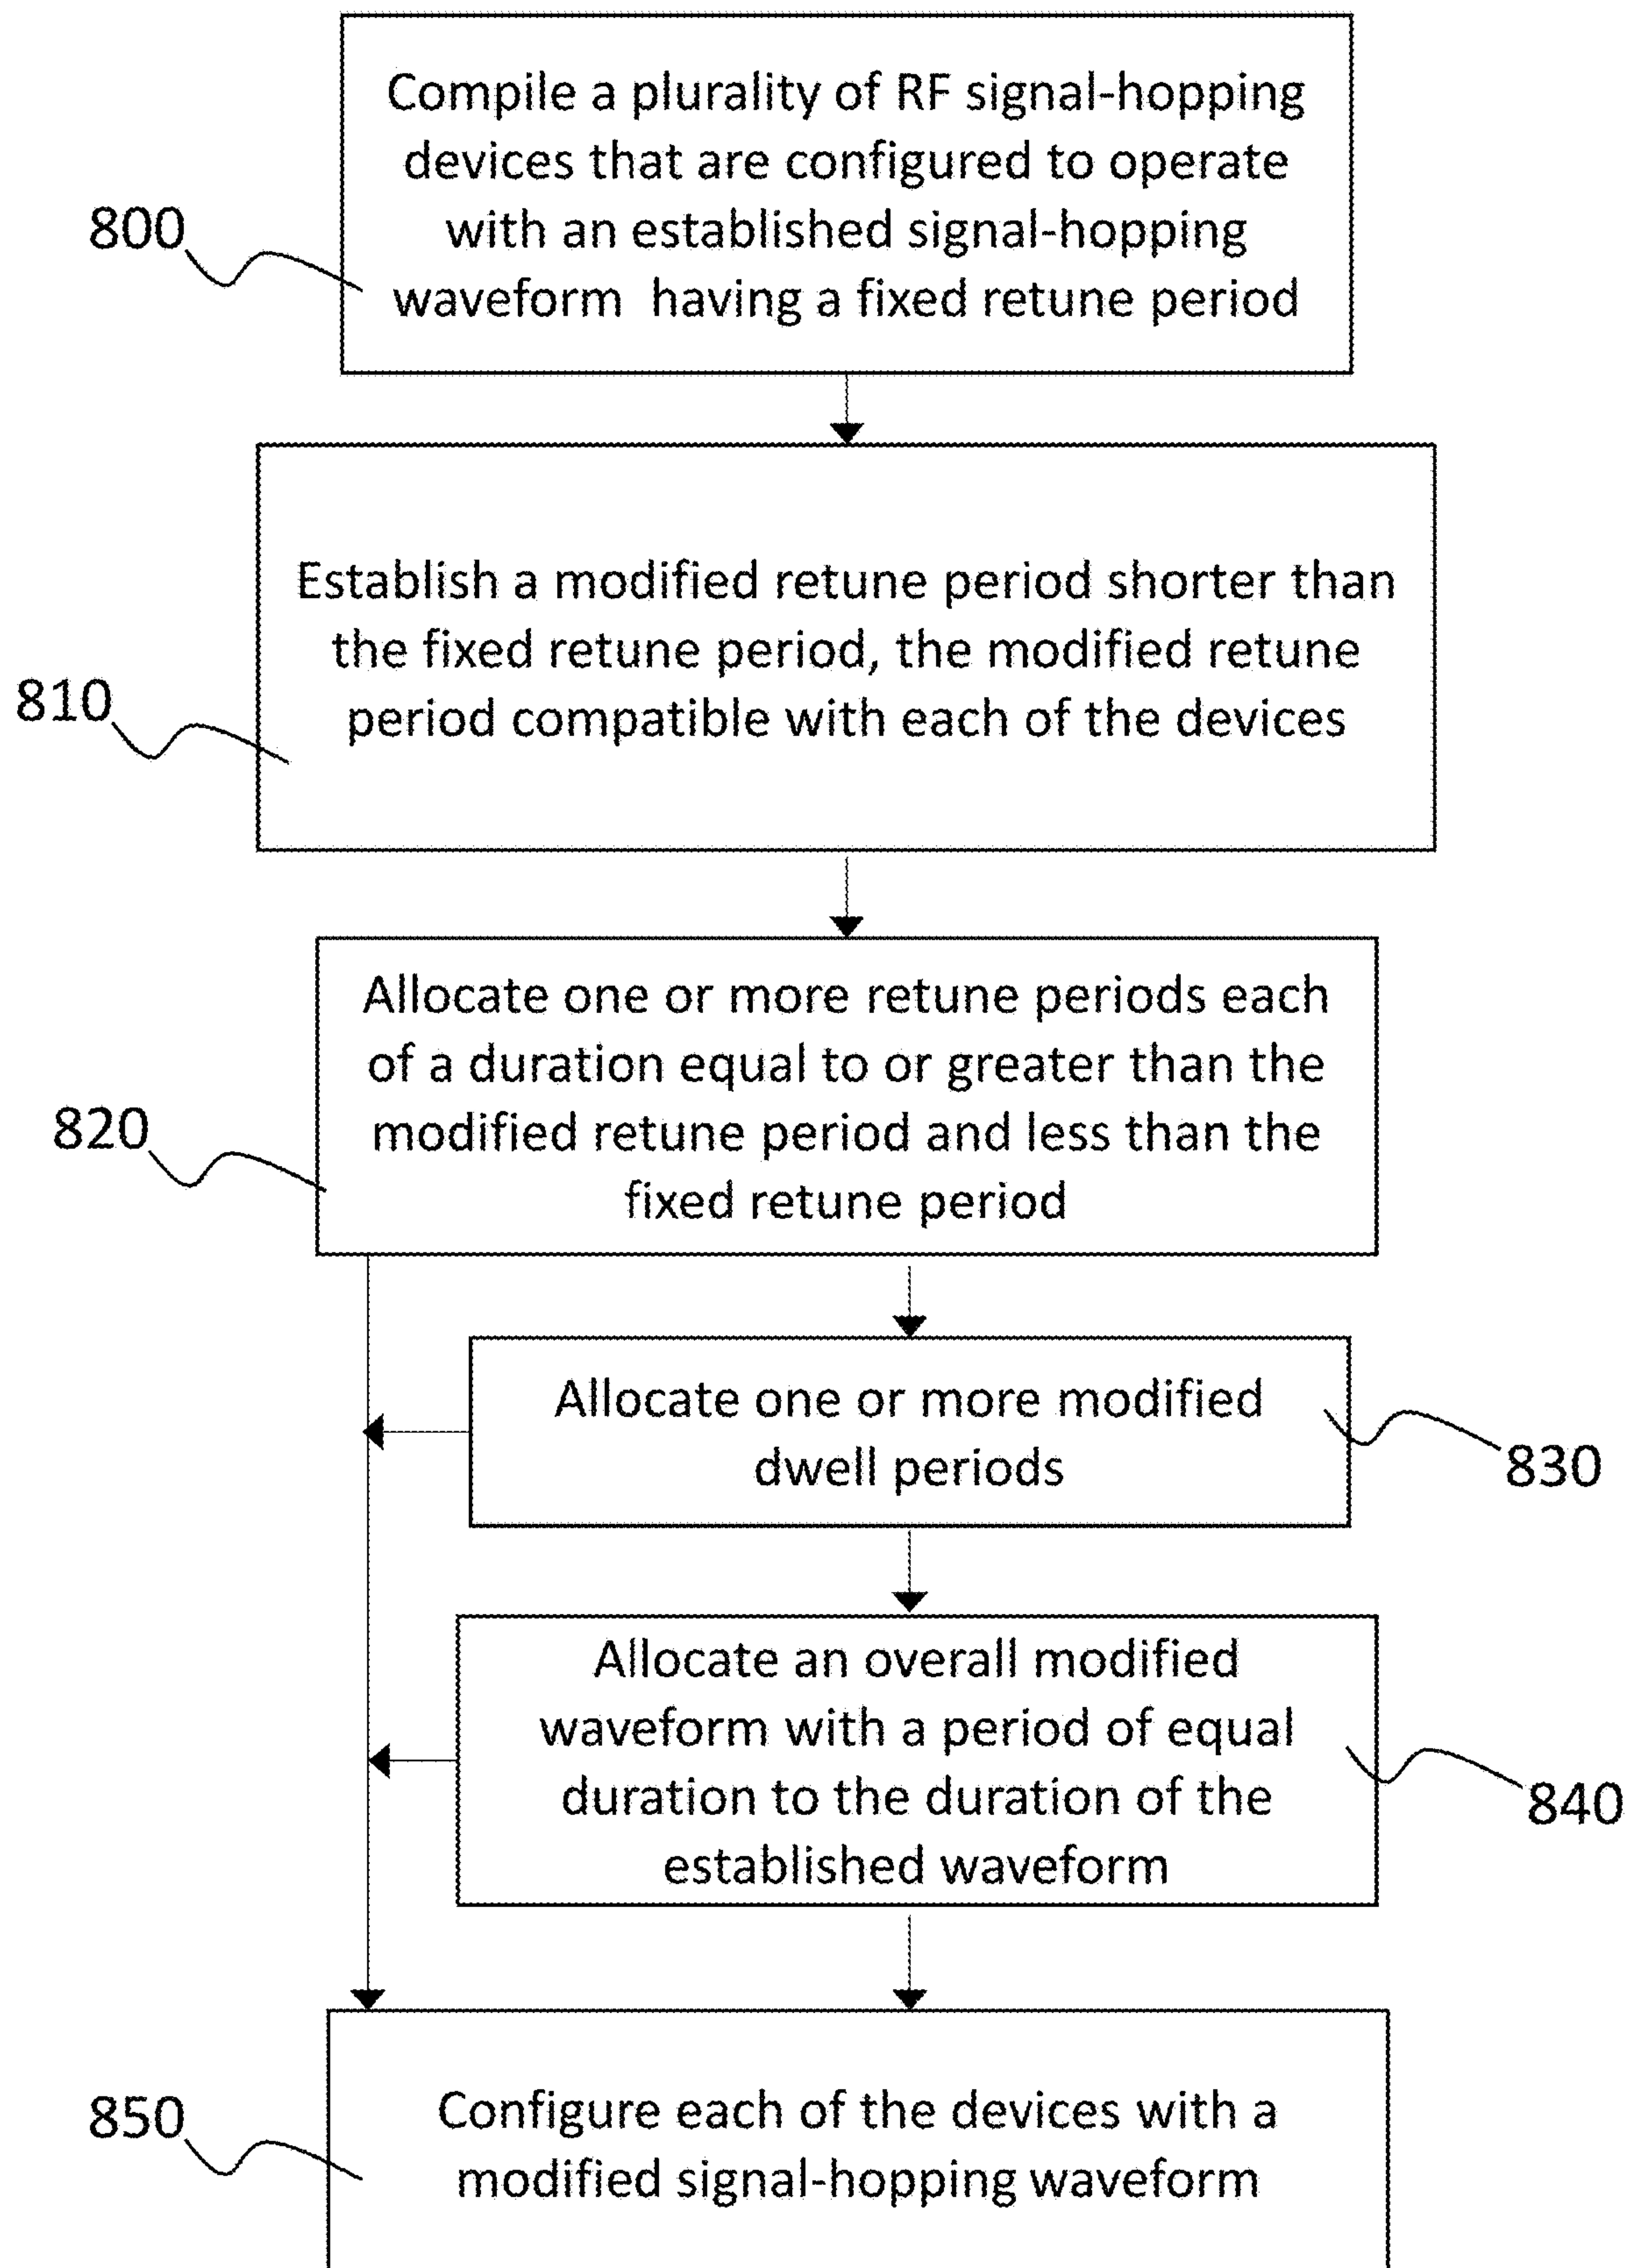 Compile a plurality of RF signal-hopping
devices that are configured to operate
with an established signal-hopping
waveform having a fixed retune period
800
Establish a modified retune period shorter than
the fixed retune period, the modified retune
period compatible with each of the devices
810
Allocate one or more retune periods each
of a duration equal to or greater than the
modified retune period and less than the
fixed retune period
820
Allocate one or more modified
dwell periods
830
Allocate an overall modified
waveform with a period of equal
duration to the duration of the
established waveform
840
Configure each of the devices with a
modified signal-hopping waveform
850